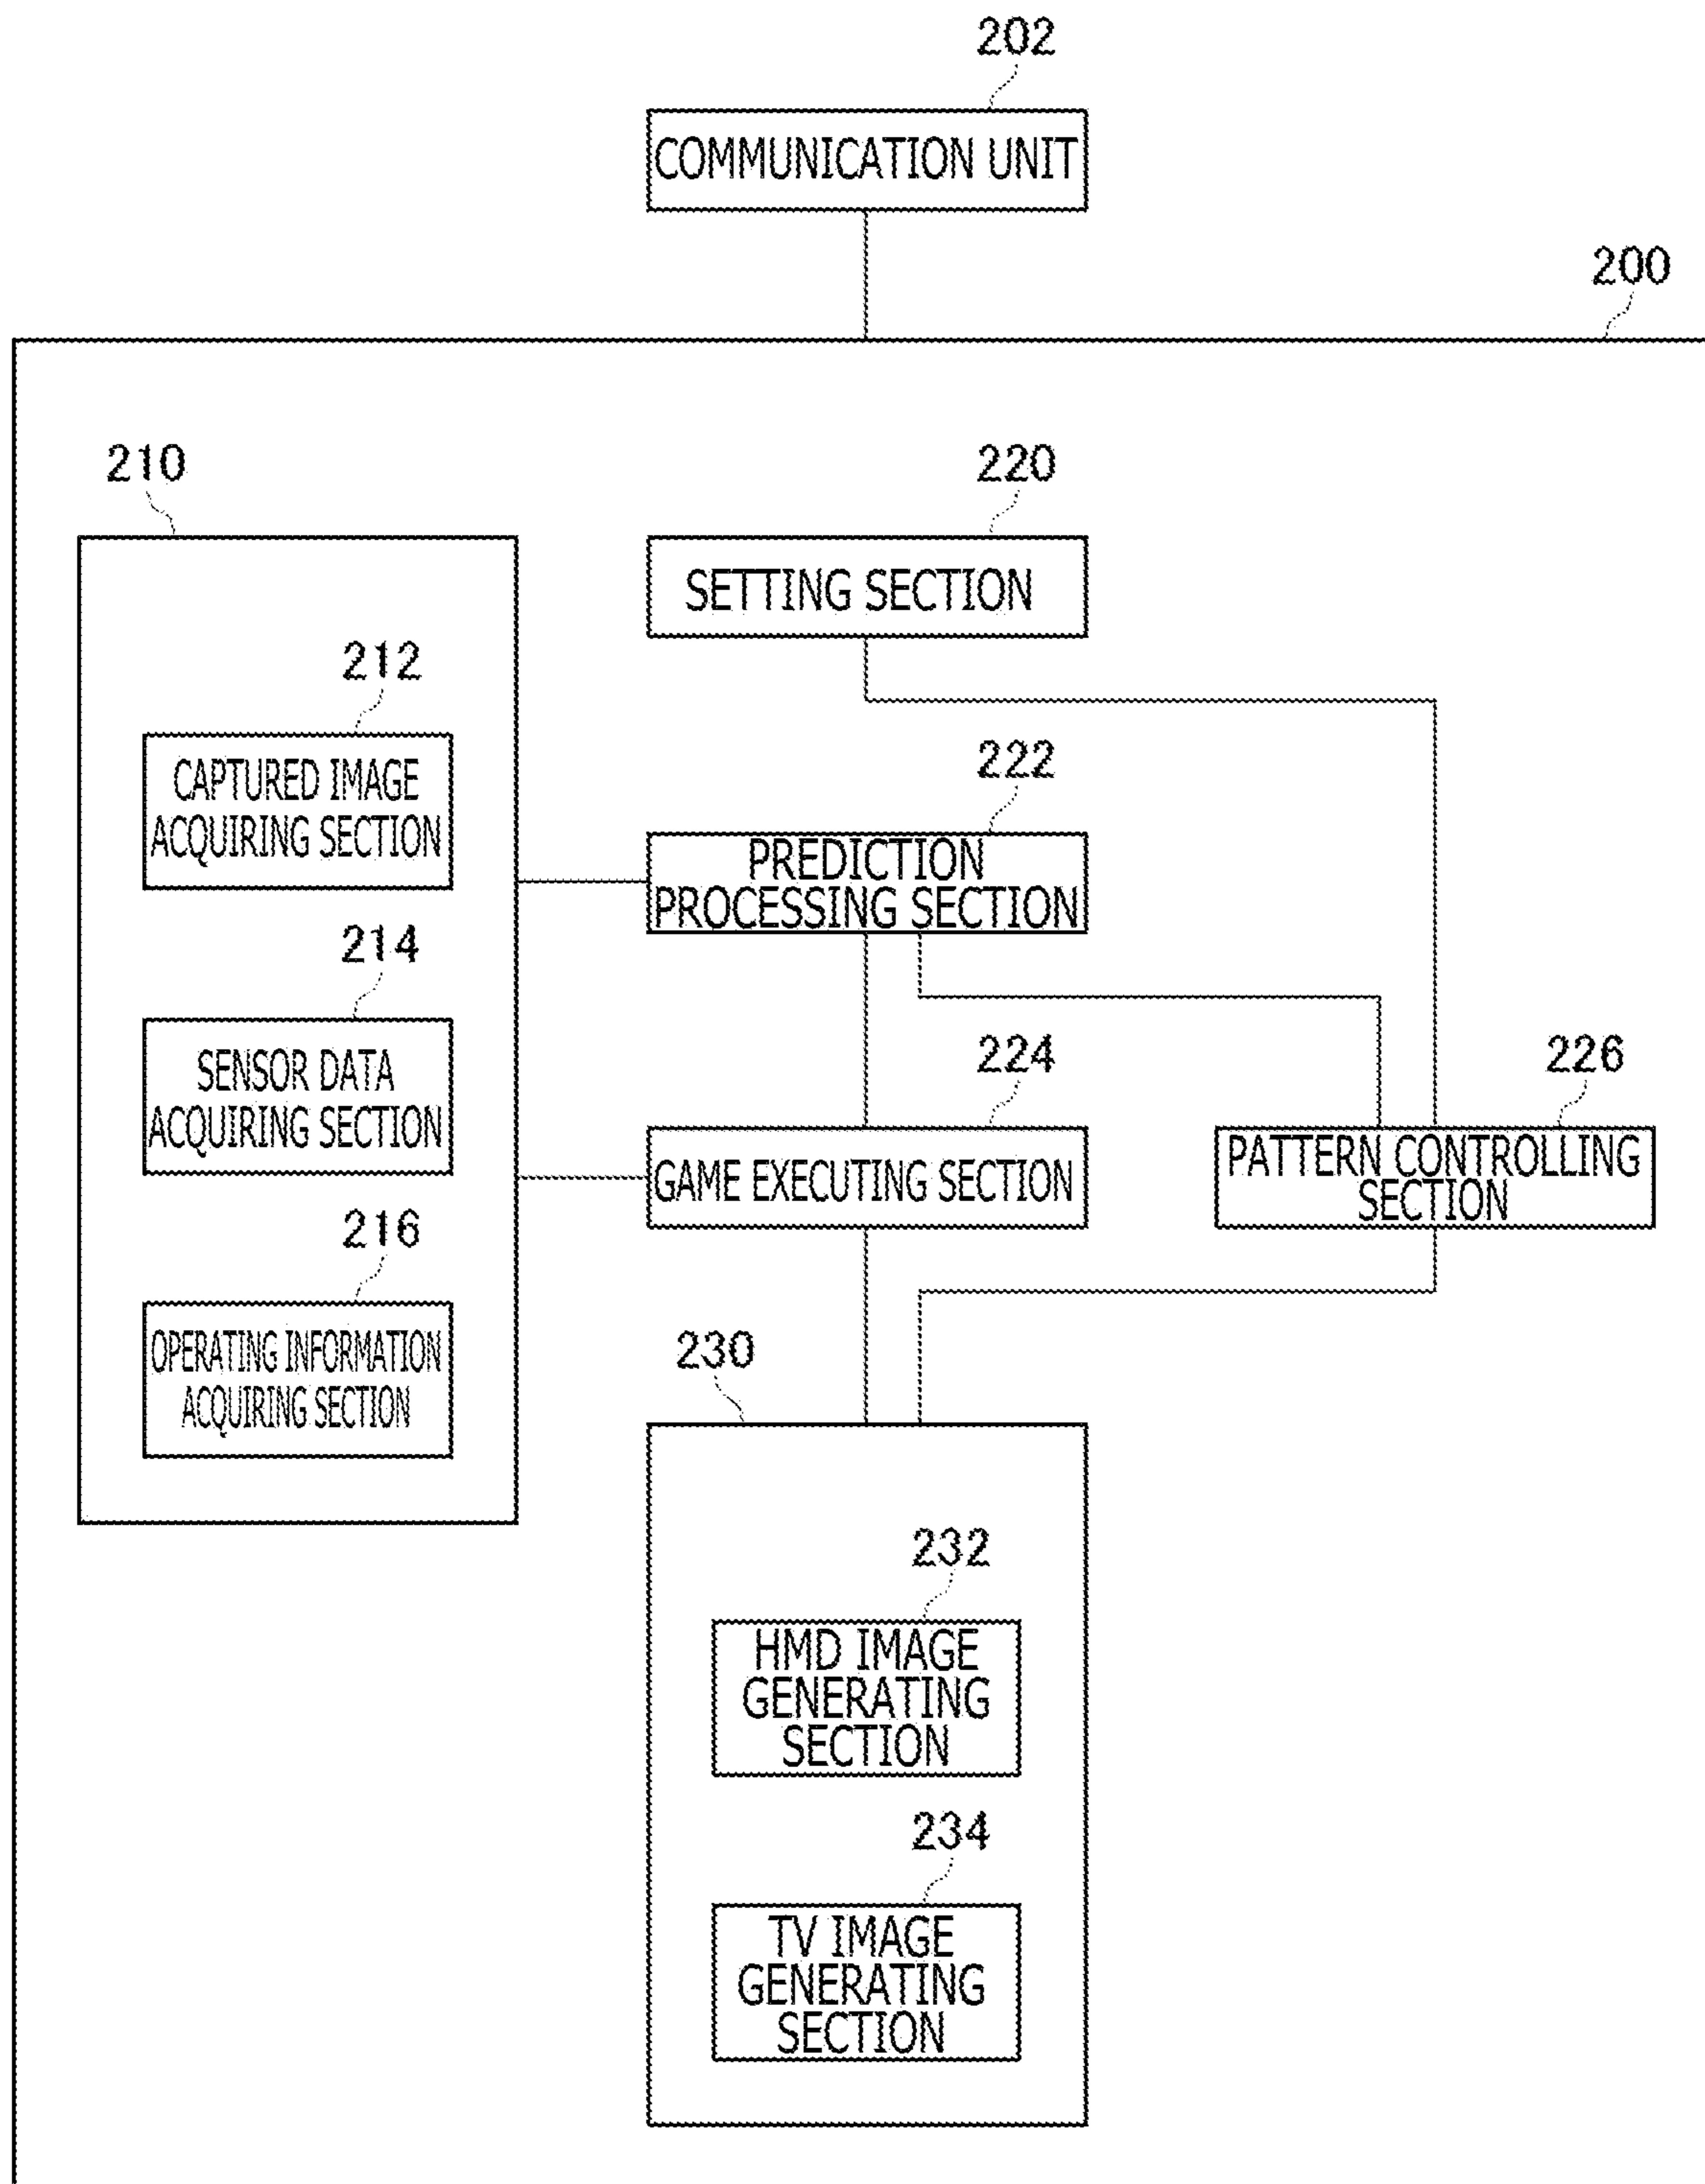 202
COMMUNICATION UNIT
200
210
220
SETTING SECTION
212
CAPTURED IMAGE
ACQUIRING SECTION
222
PREDICTION
PROCESSING SECTION
214
SENSOR DATA
ACQUIRING SECTION
224
GAME EXECUTING SECTION
226
PATTERN CONTROLLING
SECTION
216
OPERATING INFORMATION
ACQUIRING SECTION
230
232
HMD IMAGE
GENERATING
SECTION
234
TV IMAGE
GENERATING
SECTION